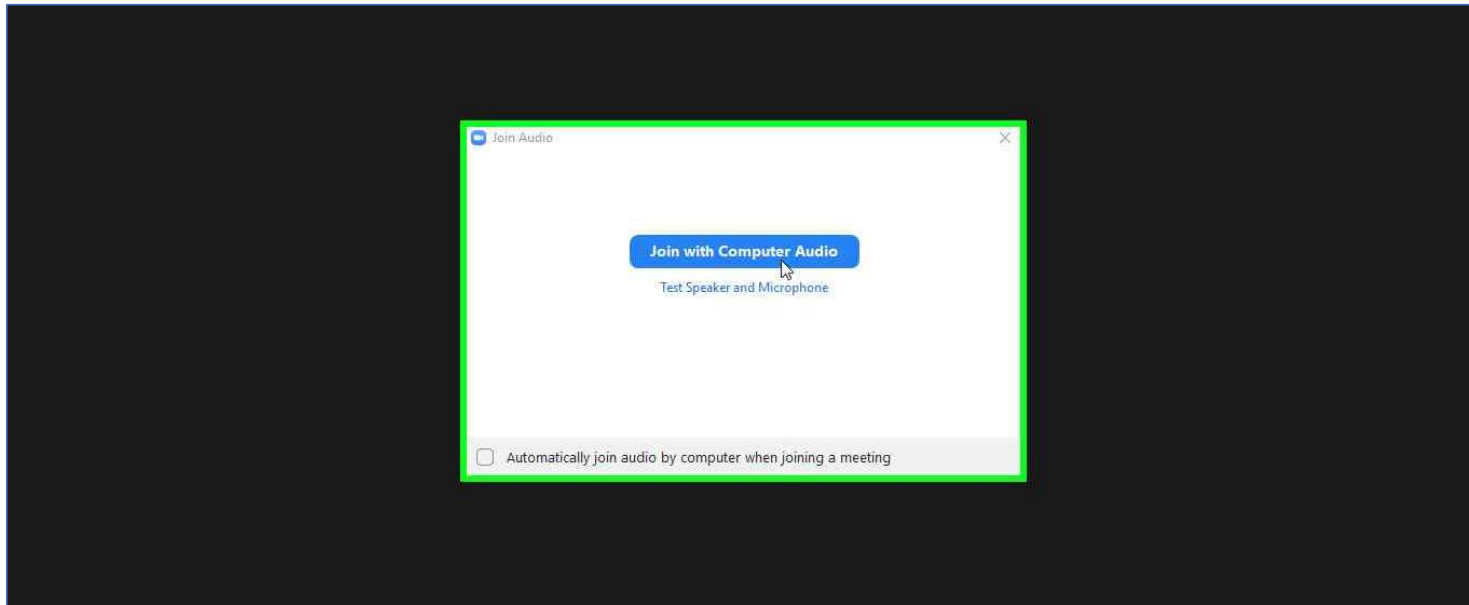 Join Audio
Join with Computer Audio
Test Speaker and Microphone
Automatically join audio by computer when joining a meeting